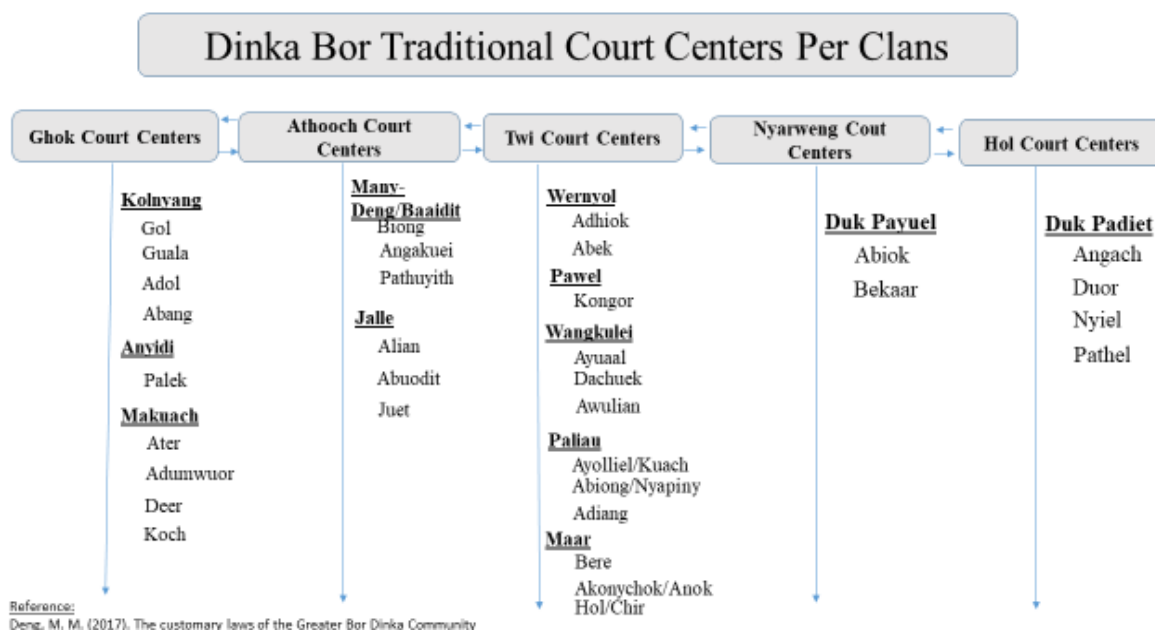 Dinka Bor Traditional Court Centers Per Clans
Ghok Court Centers
Athooch Court
Centers
Twi Court Centers
Nyarweng Cout
Centers
Hol Court Centers
Kolnyang
Gol
Guala
Adol
Abang
Anyidi
Palek
Makuach
Ater
Adumwuor
Deer
Koch
Many-
Deng/Baaidit
Biong
Angakuei
Pathuyith
Jalle
Alian
Abuodit
Juet
Wernyol
Adhiok
Abek
Pawel
Kongor
Wangkulei
Ayuaal
Dachuek
Awulian
Paliau
Ayolliel/Kuach
Abiong/Nyapiny
Adiang
Maar
Bere
Akonychok/Anok
Hol/Chir
Duk Payuel
Abiok
Bekaar
Duk Padiet
Angach
Duor
Nyiel
Pathel
Reference:
Deng, M. M. (2017). The customary laws of the Greater Bor Dinka Community